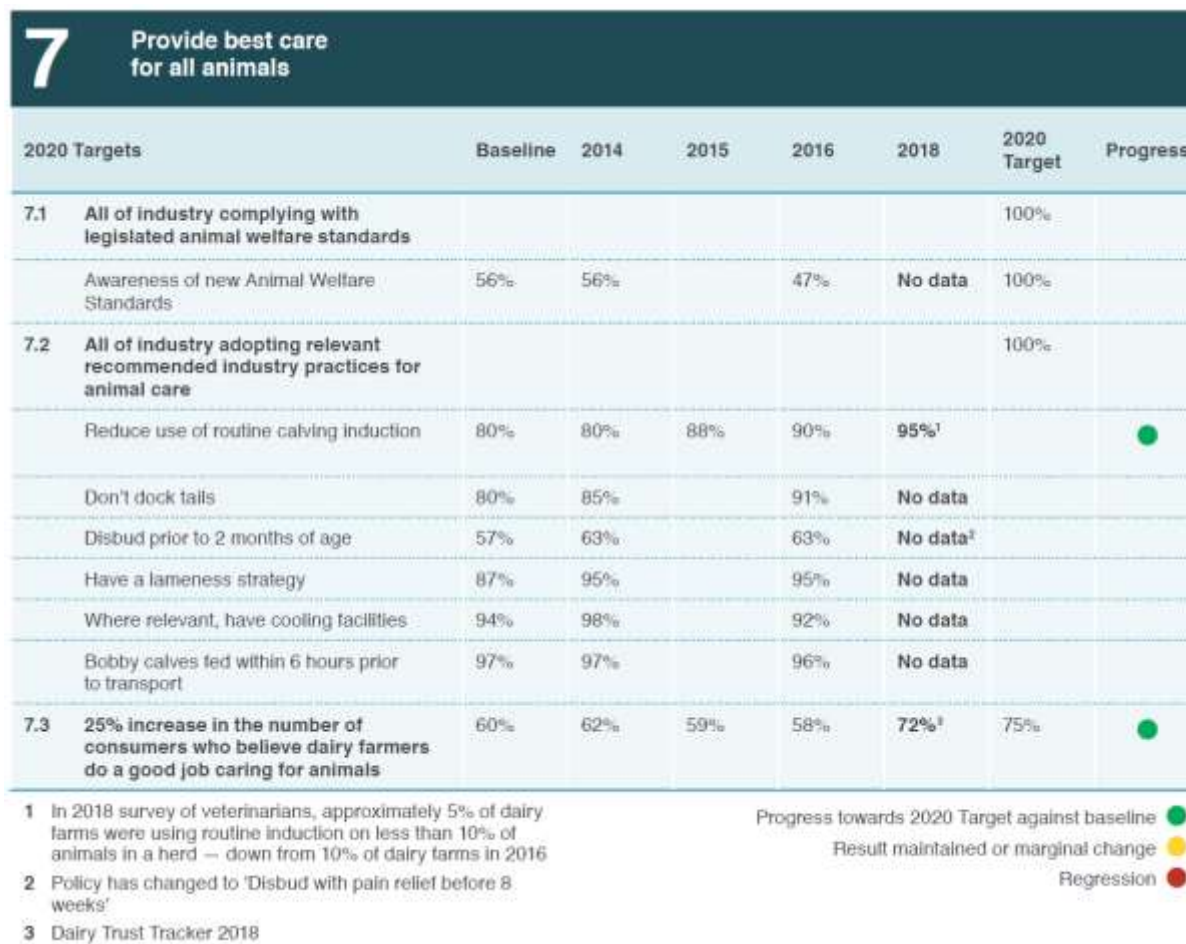 7
Provide best care
for all animals
2020 Targets Baseline 2014 2015 2016 2018 2020 Target Progress
7.1 All of industry complying with
legislated animal welfare standards 100%
Awareness of new Animal Welfare
Standards 56% 56% 47% No data 100%
7.2 All of industry adopting relevant
recommended industry practices for
animal care 100%
Reduce use of routine calving induction 80% 80% 88% 90% 95%¹
Don't dock tails 80% 85% 91% No data
Disbud prior to 2 months of age 57% 63% 63% No data²
Have a lameness strategy 87% 95% 95% No data
Where relevant, have cooling facilities 94% 98% 92% No data
Bobby calves fed within 6 hours prior
to transport 97% 97% 96% No data
7.3 25% increase in the number of
consumers who believe dairy farmers
do a good job caring for animals 60% 62% 59% 58% 72%³ 75%
1 In 2018 survey of veterinarians, approximately 5% of dairy
farms were using routine induction on less than 10% of
animals in a herd — down from 10% of dairy farms in 2016
2 Policy has changed to 'Disbud with pain relief before 8
weeks'
3 Dairy Trust Tracker 2018
Progress towards 2020 Target against baseline
Result maintained or marginal change
Regression